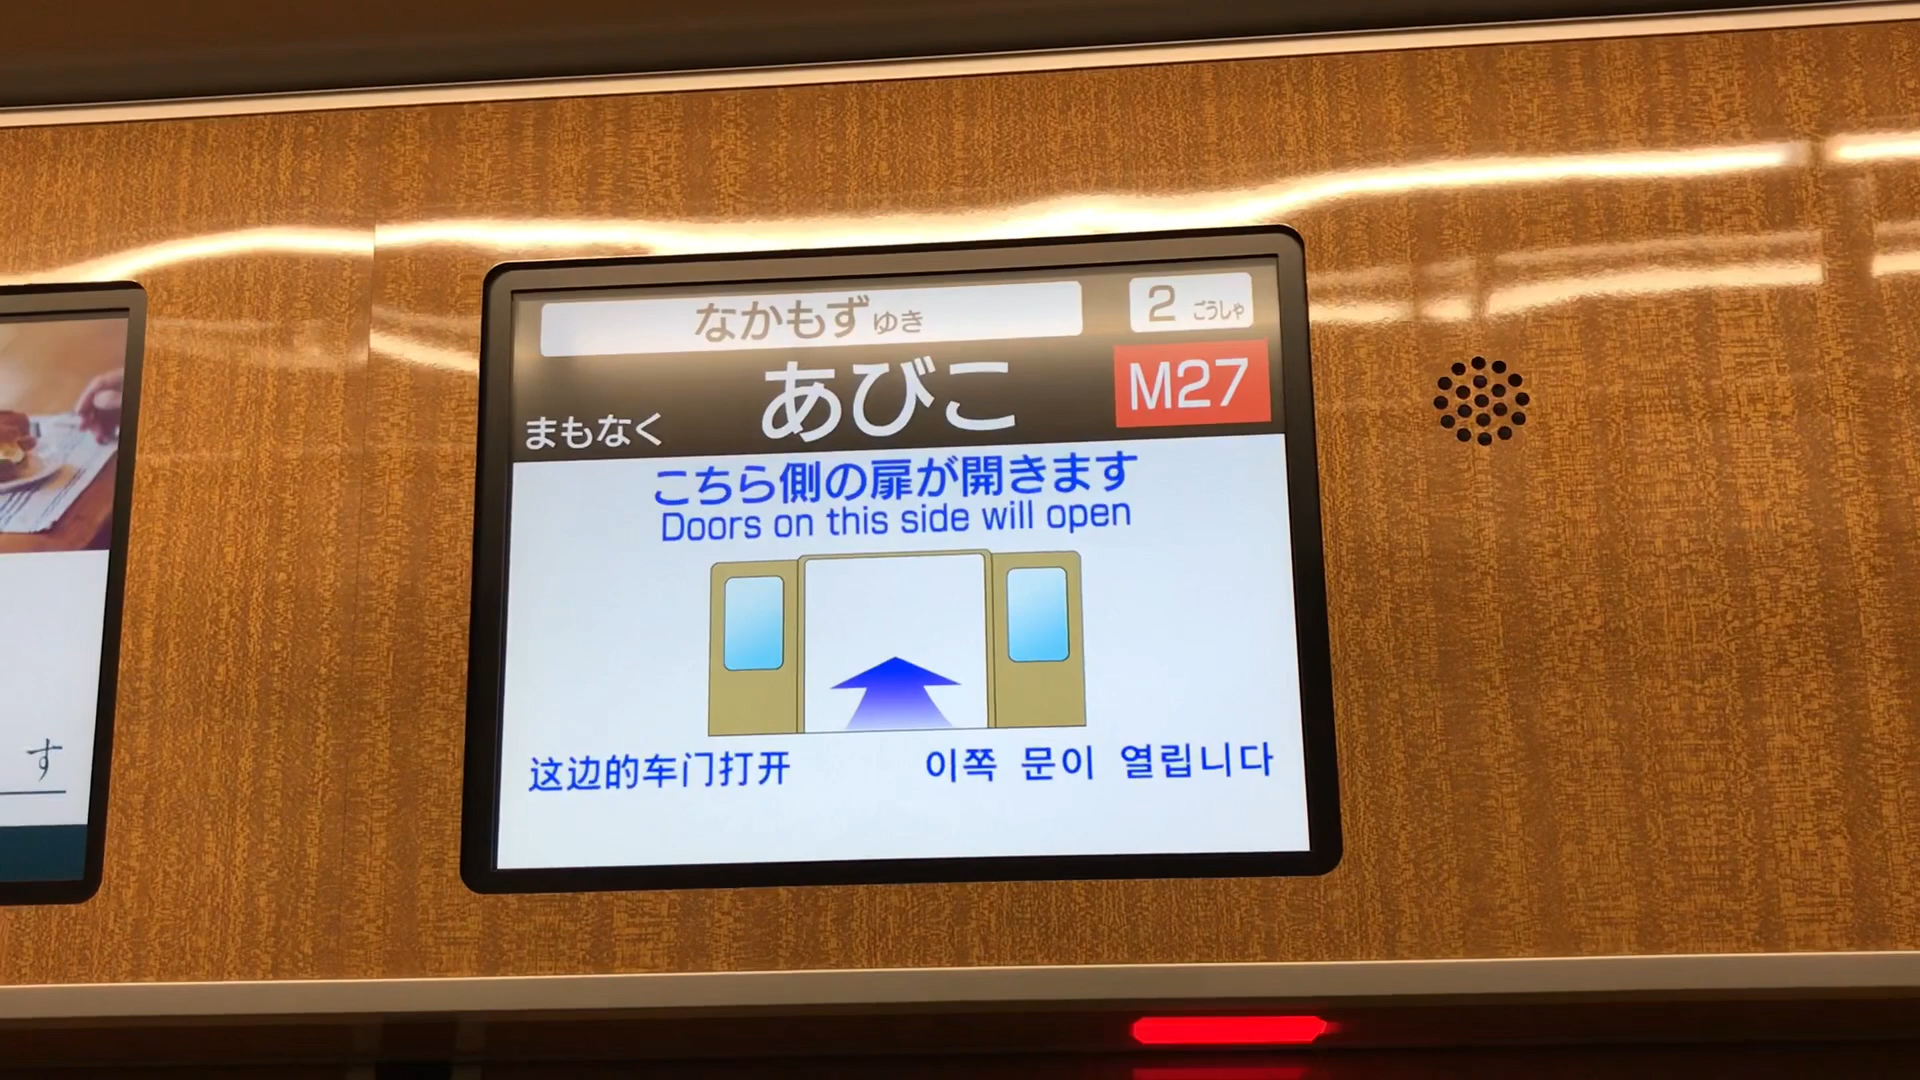 なかもずゆき
2 ごうしゃ
まもなく あびこ M27
こちら側の扉が開きます
Doors on this side will open
这边的车门打开 이쪽 문이 열립니다
す